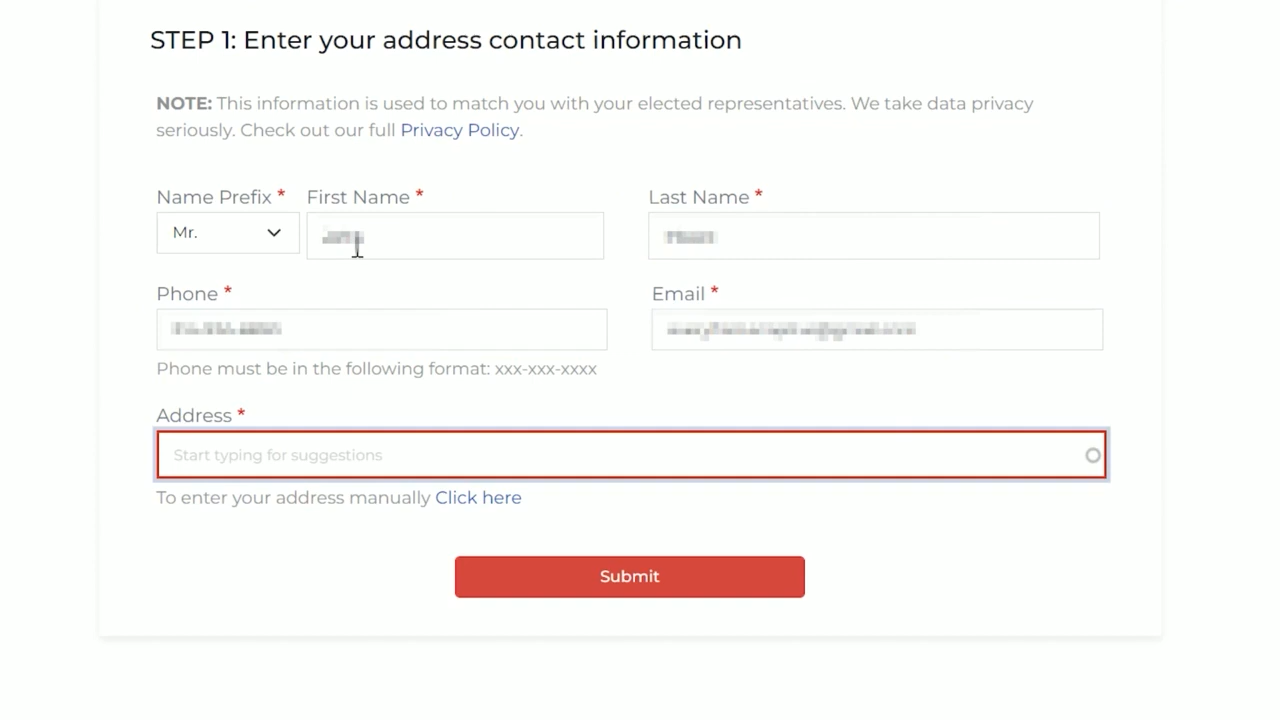 STEP 1: Enter your address contact information
NOTE: This information is used to match you with your elected representatives. We take data privacy
seriously. Check out our full Privacy Policy.
Name Prefix * First Name * Last Name *
Mr.
Phone * Email *
Phone must be in the following format: xxx-xxx-xxxx
Address *
Start typing for suggestions
To enter your address manually Click here
Submit